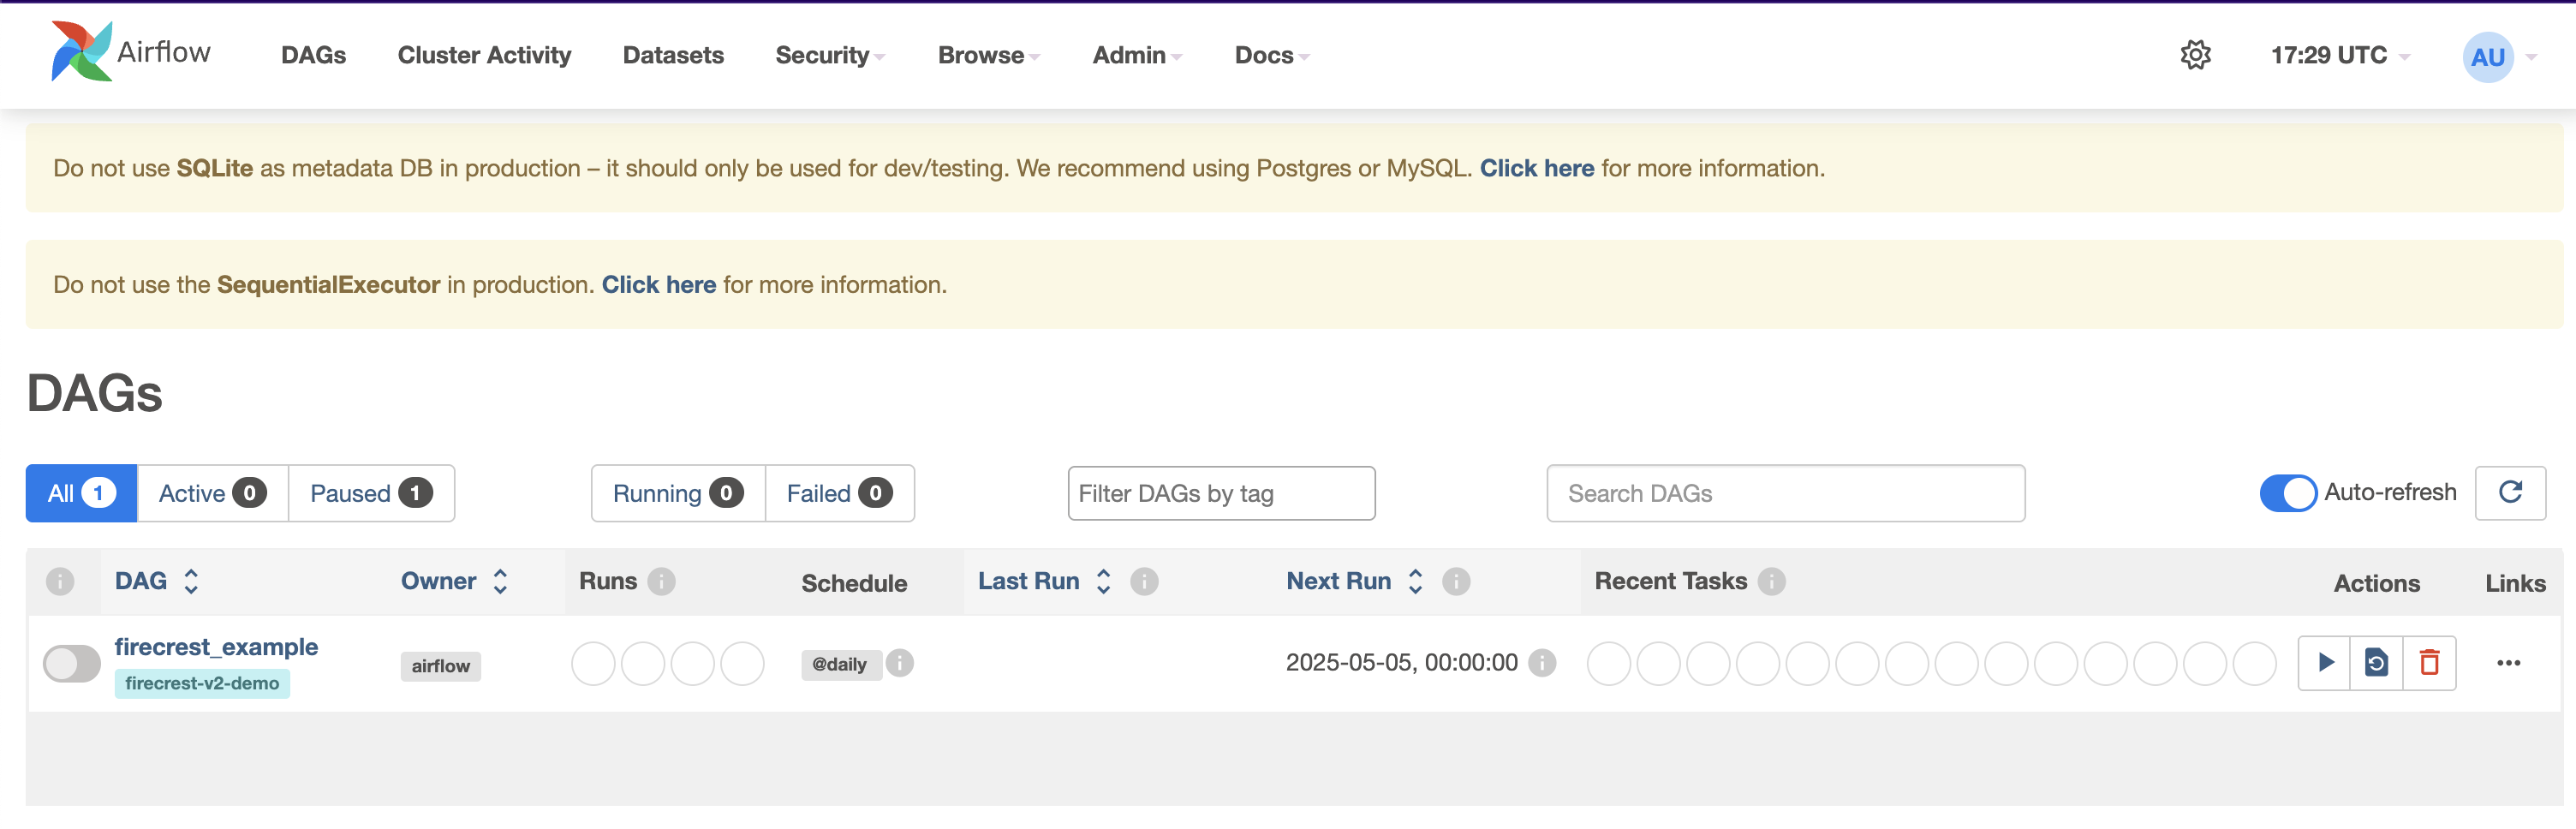 Airflow DAGs Cluster Activity Datasets Security Browse Admin Docs 17:29 UTC AU
Do not use SQLite as metadata DB in production – it should only be used for dev/testing. We recommend using Postgres or MySQL. Click here for more information.
Do not use the SequentialExecutor in production. Click here for more information.
DAGs
All 1 Active 0 Paused 1 Running 0 Failed 0 Filter DAGs by tag Search DAGs Auto-refresh
i DAG Owner Runs i Schedule Last Run i Next Run i Recent Tasks i Actions Links
firecrest_example airflow @daily i 2025-05-05, 00:00:00 i
firecrest-v2-demo